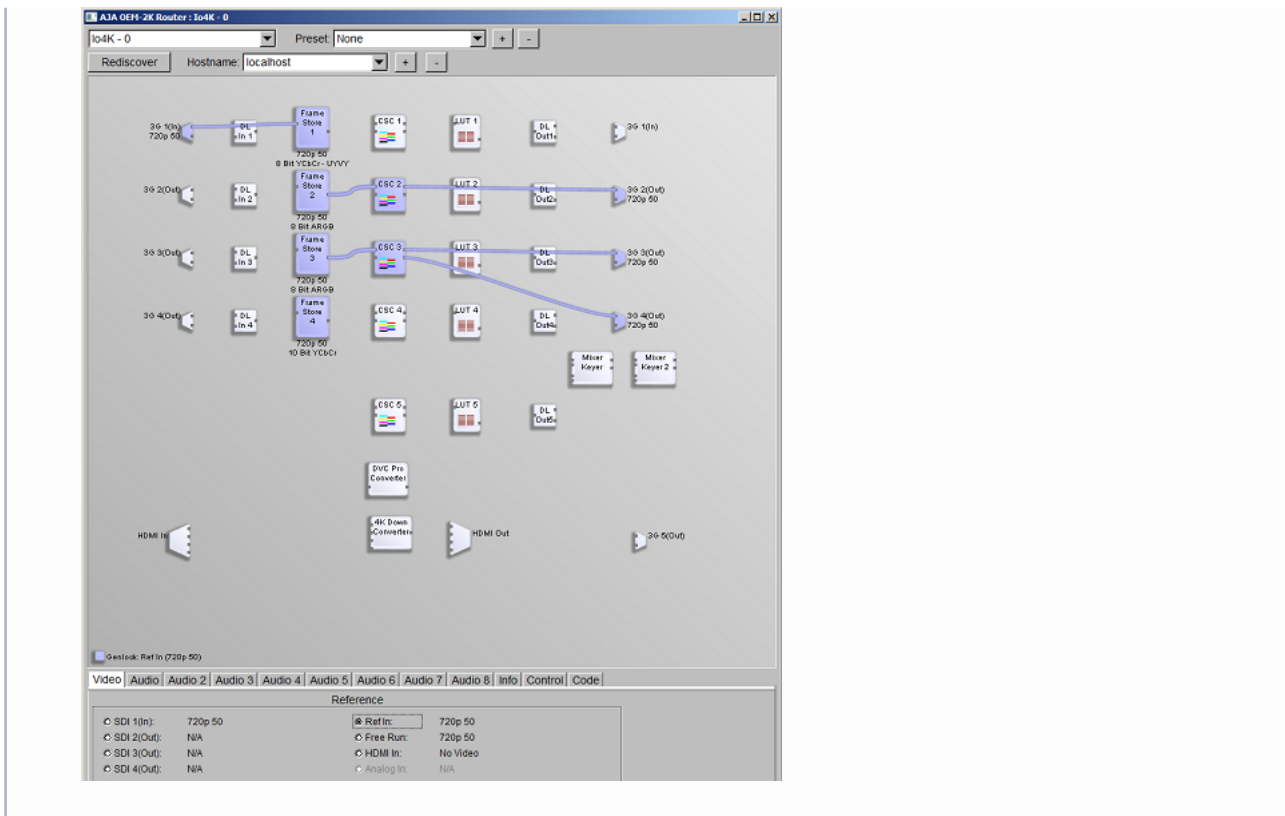 AJA OEM-2K Router : Io4K - 0
Io4K - 0
Preset: None
+ -
Rediscover
Hostname: localhost
+ -
3G 1(In)
720p 50
DL In 1
Frame Store 1
CSC 1
LUT 1
DL Out1
3G 1(In)
720p 50
8 Bit YCbCr - UYVY
3G 2(Out)
DL In 2
Frame Store 2
CSC 2
LUT 2
DL Out2
3G 2(Out)
720p 50
720p 50
8 Bit ARGB
3G 3(Out)
DL In 3
Frame Store 3
CSC 3
LUT 3
DL Out3
3G 3(Out)
720p 50
720p 50
8 Bit ARGB
3G 4(Out)
DL In 4
Frame Store 4
CSC 4
LUT 4
DL Out4
3G 4(Out)
720p 50
720p 50
10 Bit YCbCr
Mixer Keyer
Mixer Keyer 2
CSC 5
LUT 5
DL Out5
DVC Pro Converter
HDMI In
4K Down Converter
HDMI Out
3G 5(Out)
Genlock: Ref In (720p 50)
Video Audio Audio 2 Audio 3 Audio 4 Audio 5 Audio 6 Audio 7 Audio 8 Info Control Code
Reference
SDI 1(In): 720p 50 Ref In: 720p 50
SDI 2(Out): N/A Free Run: 720p 50
SDI 3(Out): N/A HDMI In: No Video
SDI 4(Out): N/A Analog In: N/A